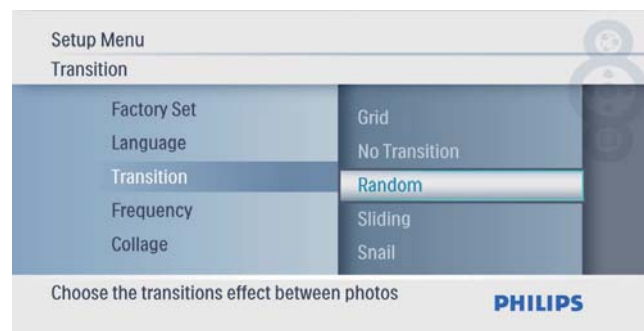 Setup Menu
Transition
Factory Set
Language
Transition
Frequency
Collage
Grid
No Transition
Random
Sliding
Snail
Choose the transitions effect between photos
PHILIPS